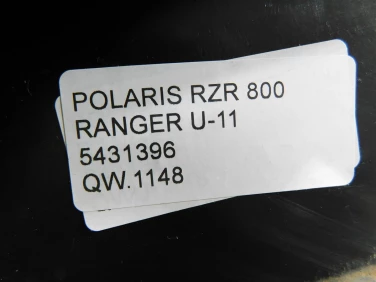 POLARIS RZR 800
RANGER U-11
5431396
QW.1148